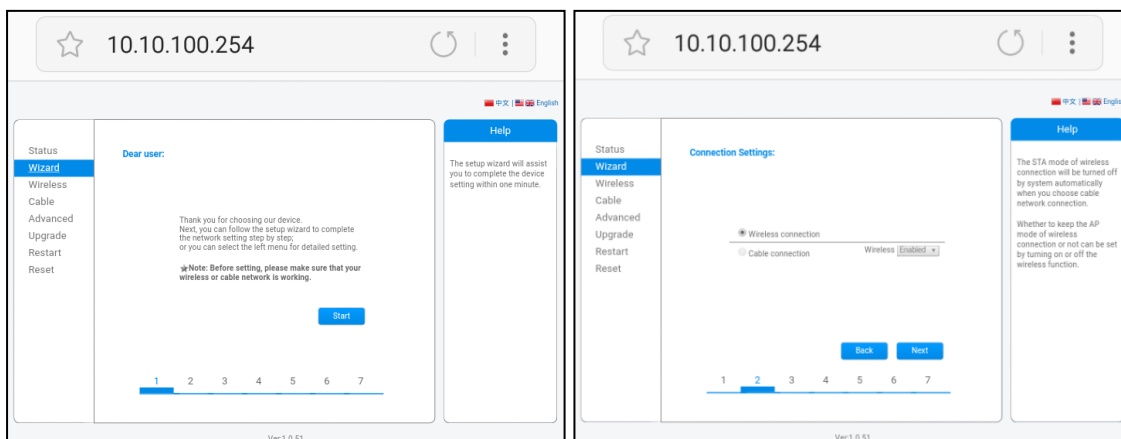 10.10.100.254
中文 | English
Status
Wizard
Wireless
Cable
Advanced
Upgrade
Restart
Reset
Dear user:
Thank you for choosing our device.
Next, you can follow the setup wizard to complete
the network setting step by step;
or you can select the left menu for detailed setting.
★Note: Before setting, please make sure that your
wireless or cable network is working.
Start
1 2 3 4 5 6 7
Help
The setup wizard will assist
you to complete the device
setting within one minute.
Ver:1.0.51
10.10.100.254
中文 | Englis
Status
Wizard
Wireless
Cable
Advanced
Upgrade
Restart
Reset
Connection Settings:
Wireless connection
Cable connection Wireless Enabled
Back Next
1 2 3 4 5 6 7
Help
The STA mode of wireless
connection will be turned off
by system automatically
when you choose cable
network connection.
Whether to keep the AP
mode of wireless
connection or not can be set
by turning on or off the
wireless function.
Ver:1.0.51